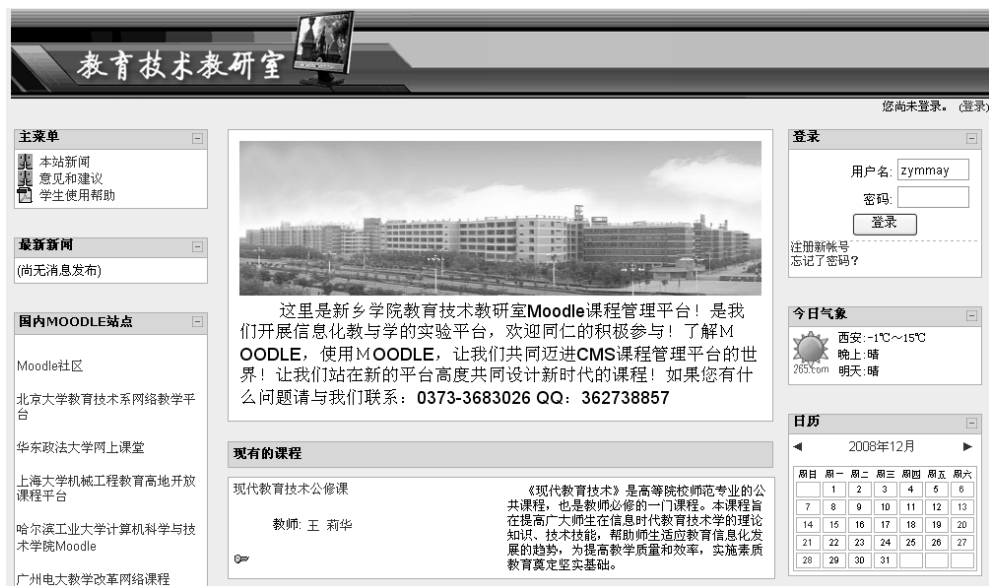 教育技术教研室
您尚未登录。 (登录)
主菜单
本站新闻
意见和建议
学生使用帮助
最新新闻
(尚无消息发布)
国内MOODLE站点
Moodle社区
北京大学教育技术系网络教学平
台
华东政法大学网上课堂
上海大学机械工程教育高地开放
课程平台
哈尔滨工业大学计算机科学与技
术学院Moodle
广州电大教学改革网络课程
这里是新乡学院教育技术教研室Moodle课程管理平台！是我
们开展信息化教与学的实验平台，欢迎同仁的积极参与！了解M
OODLE，使用MOODLE，让我们共同迈进CMS课程管理平台的世
界！让我们站在新的平台高度共同设计新时代的课程！如果您有什
么问题请与我们联系：0373-3683026 QQ：362738857
现有的课程
现代教育技术公修课
教师: 王 莉华
《现代教育技术》是高等院校师范专业的公
共课程，也是教师必修的一门课程。本课程旨
在提高广大师生在信息时代教育技术学的理论
知识、技术技能，帮助师生适应教育信息化发
展的趋势，为提高教学质量和效率，实施素质
教育奠定坚实基础。
登录
用户名: zymmay
密码:
登录
注册新帐号
忘记了密码?
今日气象
西安:-1℃～15℃
晚上:晴
265.com 明天:晴
日历
◄ 2008年12月 ►
周日 周一 周二 周三 周四 周五 周六
1 2 3 4 5 6
7 8 9 10 11 12 13
14 15 16 17 18 19 20
21 22 23 24 25 26 27
28 29 30 31